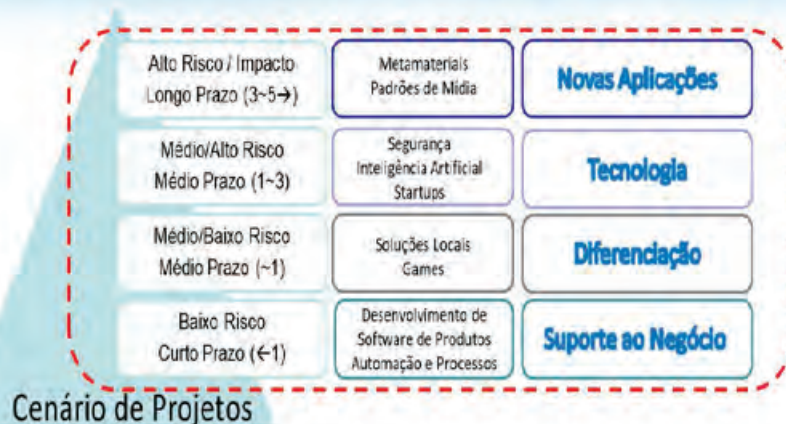 Alto Risco / Impacto
Longo Prazo (3~5→)
Metamateriais
Padrões de Mídia
Novas Aplicações
Médio/Alto Risco
Médio Prazo (1~3)
Segurança
Inteligência Artificial
Startups
Tecnologia
Médio/Baixo Risco
Médio Prazo (~1)
Soluções Locais
Games
Diferenciação
Baixo Risco
Curto Prazo (←1)
Desenvolvimento de
Software de Produtos
Automação e Processos
Suporte ao Negócio
Cenário de Projetos